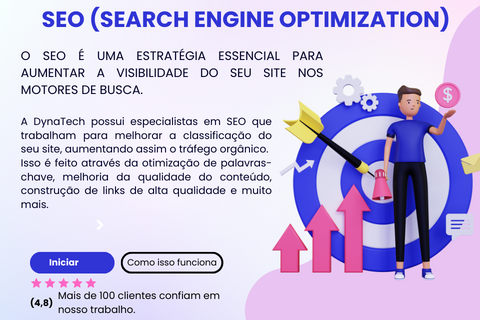 SEO (SEARCH ENGINE OPTIMIZATION)
O SEO É UMA ESTRATÉGIA ESSENCIAL PARA
AUMENTAR A VISIBILIDADE DO SEU SITE NOS
MOTORES DE BUSCA.
A DynaTech possui especialistas em SEO que
trabalham para melhorar a classificação do
seu site, aumentando assim o tráfego orgânico.
Isso é feito através da otimização de palavras-
chave, melhoria da qualidade do conteúdo,
construção de links de alta qualidade e muito
mais.
Iniciar
Como isso funciona
(4,8)
Mais de 100 clientes confiam em
nosso trabalho.
$